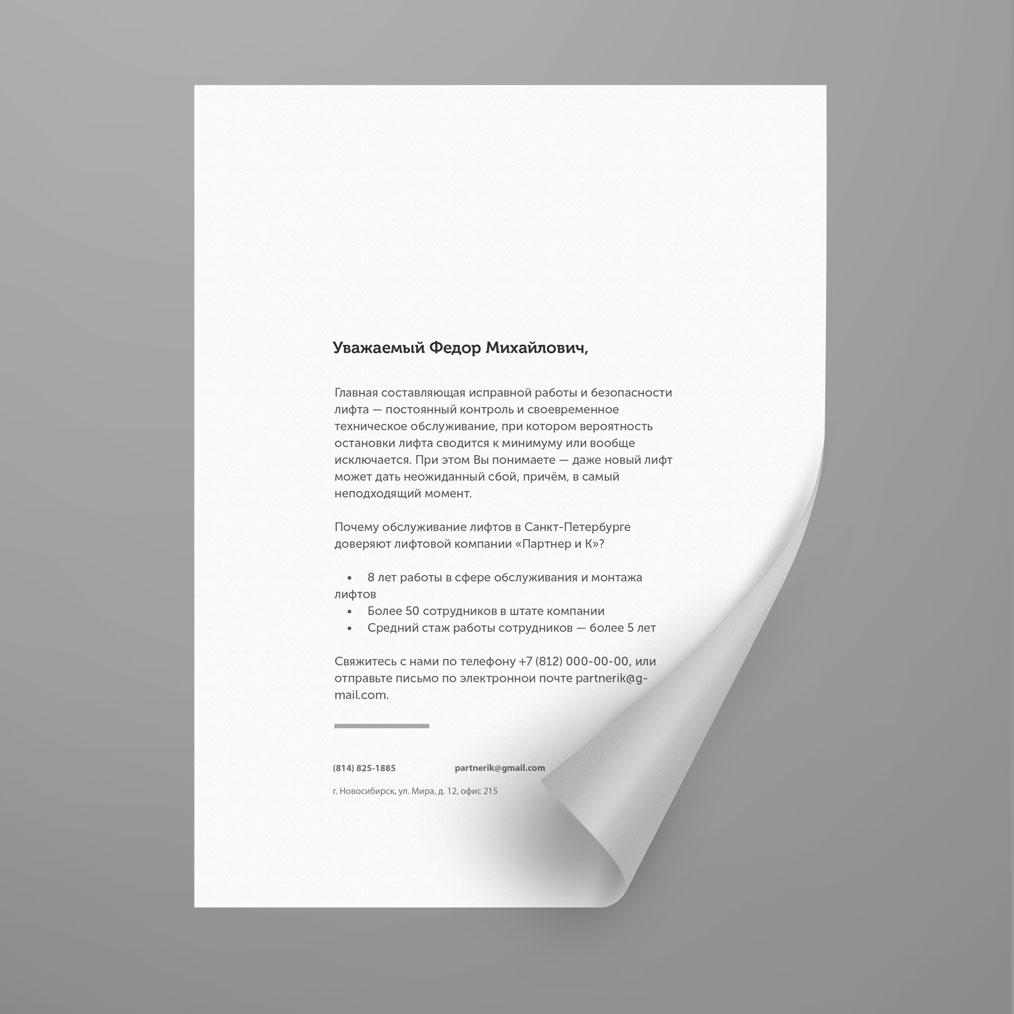 Уважаемый Федор Михайлович,
Главная составляющая исправной работы и безопасности
лифта — постоянный контроль и своевременное
техническое обслуживание, при котором вероятность
остановки лифта сводится к минимуму или вообще
исключается. При этом Вы понимаете — даже новый лифт
может дать неожиданный сбой, причём, в самый
неподходящий момент.
Почему обслуживание лифтов в Санкт-Петербурге
доверяют лифтовой компании «Партнер и К»?
• 8 лет работы в сфере обслуживания и монтажа
лифтов
• Более 50 сотрудников в штате компании
• Средний стаж работы сотрудников — более 5 лет
Свяжитесь с нами по телефону +7 (812) 000-00-00, или
отправьте письмо по электроннои почте partnerik@g-
mail.com.
(814) 825-1885 partnerik@gmail.com
г. Новосибирск, ул. Мира, д. 12, офис 215